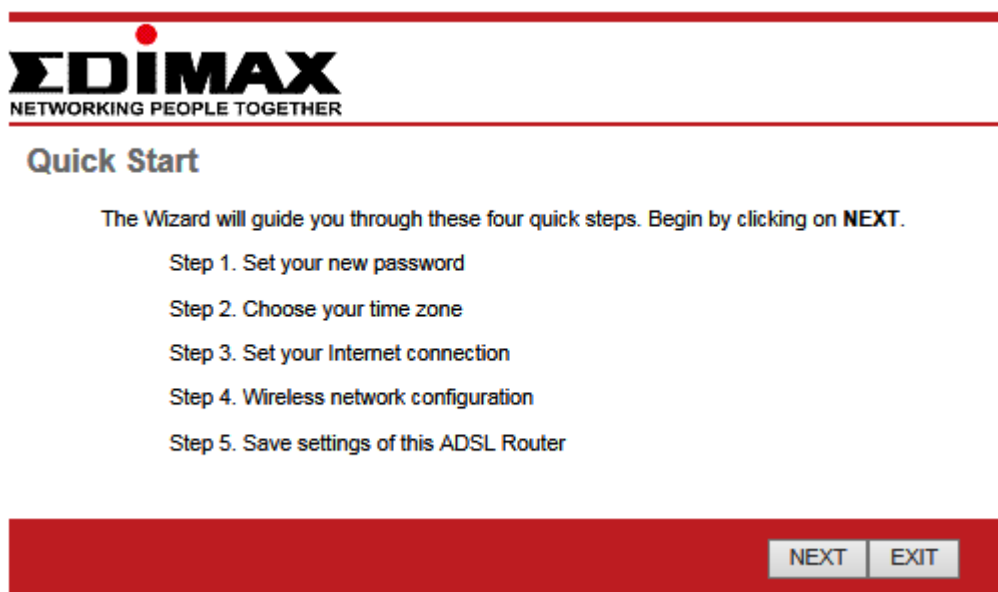 ΣDiMAX
NETWORKING PEOPLE TOGETHER
Quick Start
The Wizard will guide you through these four quick steps. Begin by clicking on NEXT.
Step 1. Set your new password
Step 2. Choose your time zone
Step 3. Set your Internet connection
Step 4. Wireless network configuration
Step 5. Save settings of this ADSL Router
NEXT EXIT